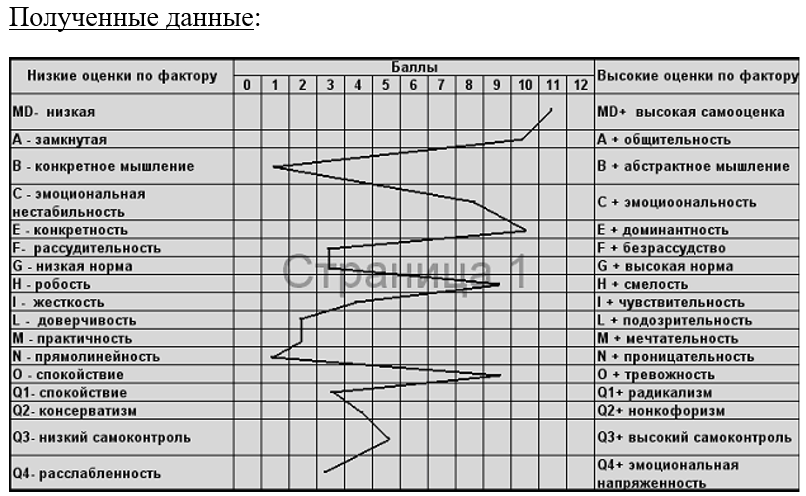 Полученные данные:
Низкие оценки по фактору Баллы Высокие оценки по фактору
0 1 2 3 4 5 6 7 8 9 10 11 12
MD- низкая MD+ высокая самооценка
A - замкнутая A + общительность
B - конкретное мышление B + абстрактное мышление
C - эмоциональная
нестабильность C + эмоциоональность
E - конкретность E + доминантность
F- рассудительность F + безрассудство
G - низкая норма G + высокая норма
Страница 1
H - робость H + смелость
I - жесткость I + чувствительность
L - доверчивость L + подозрительность
M - практичность M + мечтательность
N - прямолинейность N + проницательность
O - спокойствие O + тревожность
Q1- спокойствие Q1+ радикализм
Q2- консерватизм Q2+ нонкофоризм
Q3- низкий самоконтроль Q3+ высокий самоконтроль
Q4- расслабленность Q4+ эмоциональная
напряженность